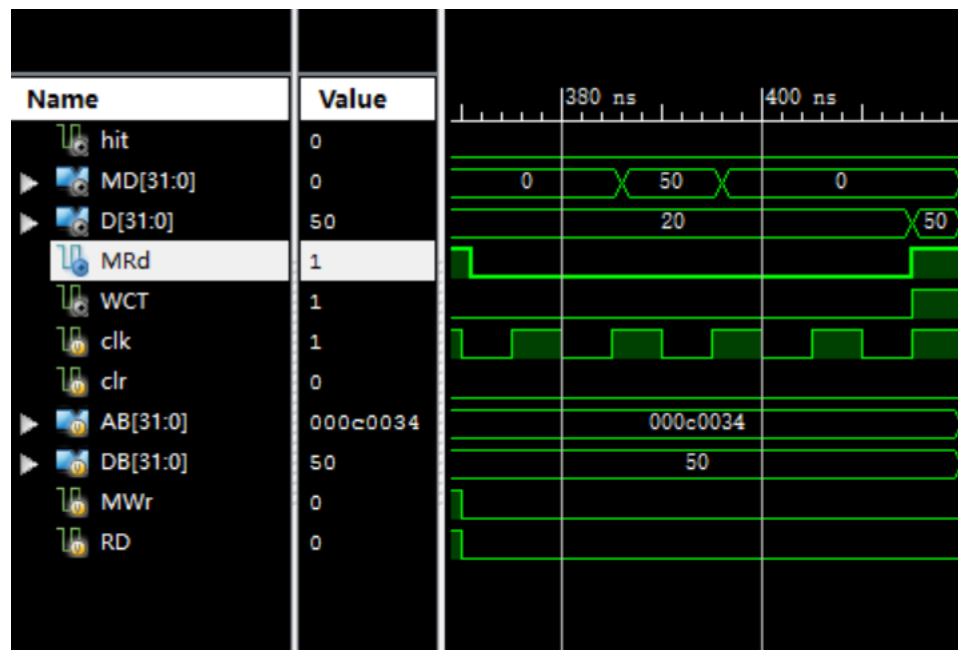 Name Value 380 ns 400 ns
hit 0
MD[31:0] 0 0 50 0
D[31:0] 50 20 50
MRd 1
WCT 1
clk 1
clr 0
AB[31:0] 000c0034 000c0034
DB[31:0] 50 50
MWr 0
RD 0